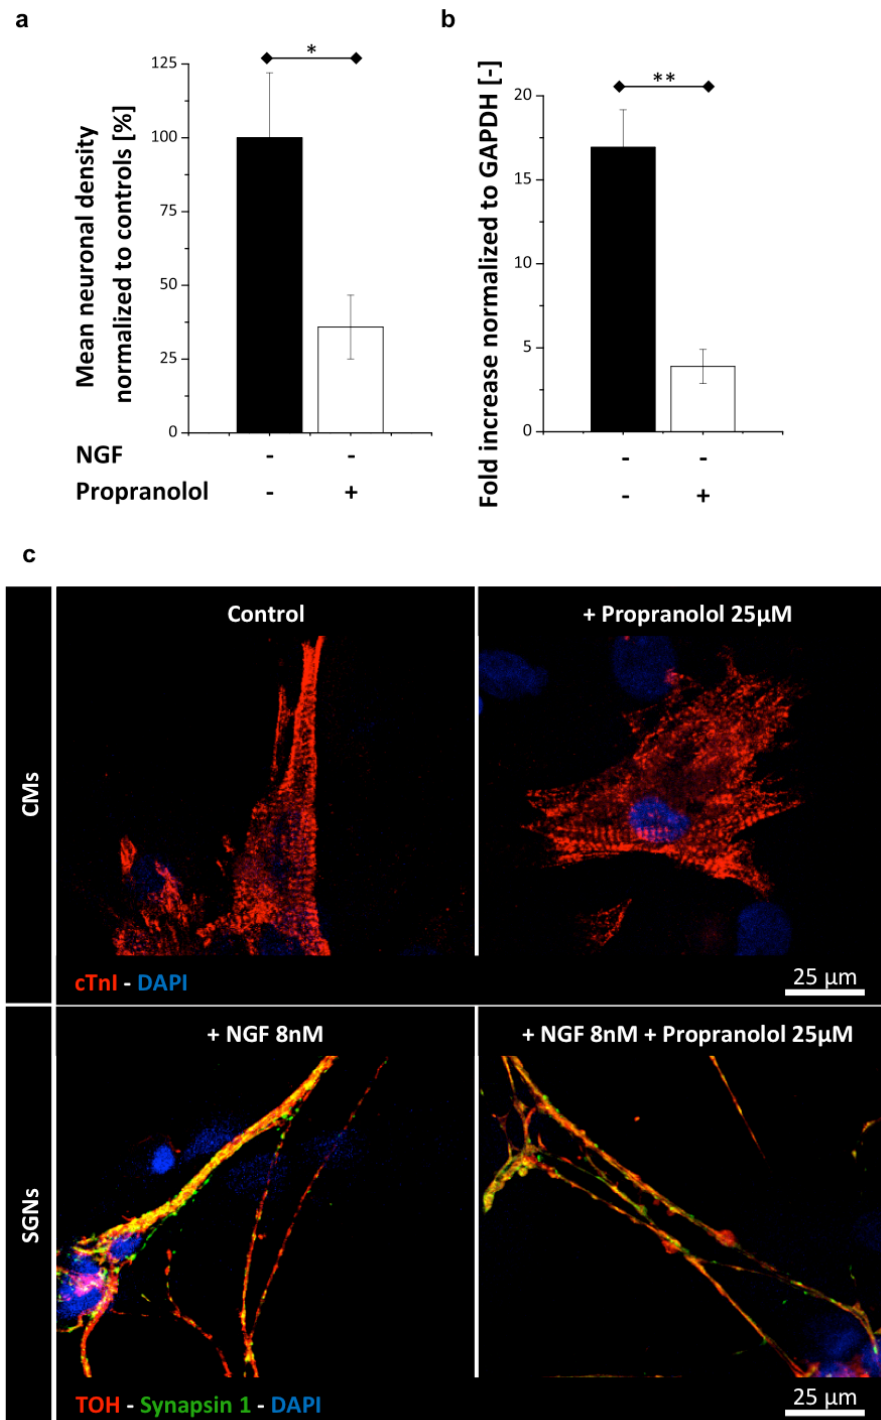 a
b
*
**
Mean neuronal density
normalized to controls [%]
125
100
75
50
25
0
Fold increase normalized to GAPDH [-]
20
15
10
5
0
NGF - - - -
Propranolol - + - +
c
Control
+ Propranolol 25µM
CMs
cTnI - DAPI
25 µm
+ NGF 8nM
+ NGF 8nM + Propranolol 25µM
SGNs
TOH - Synapsin 1 - DAPI
25 µm